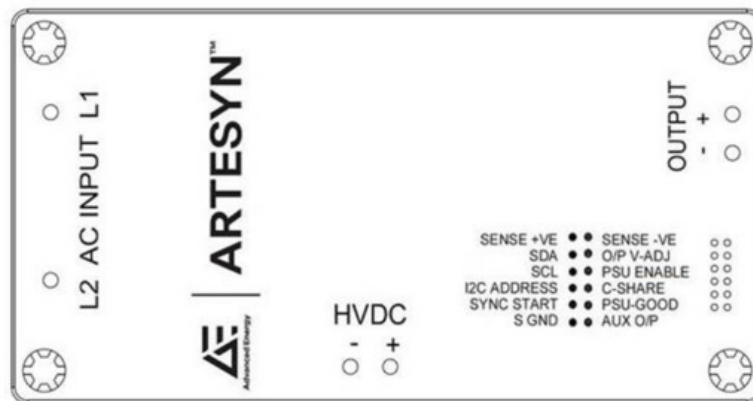 L2 AC INPUT L1
ARTESYN™
Advanced Energy
HVDC
- +
OUTPUT
- +
SENSE +VE SENSE -VE
SDA O/P V-ADJ
SCL PSU ENABLE
I2C ADDRESS C-SHARE
SYNC START PSU-GOOD
S GND AUX O/P